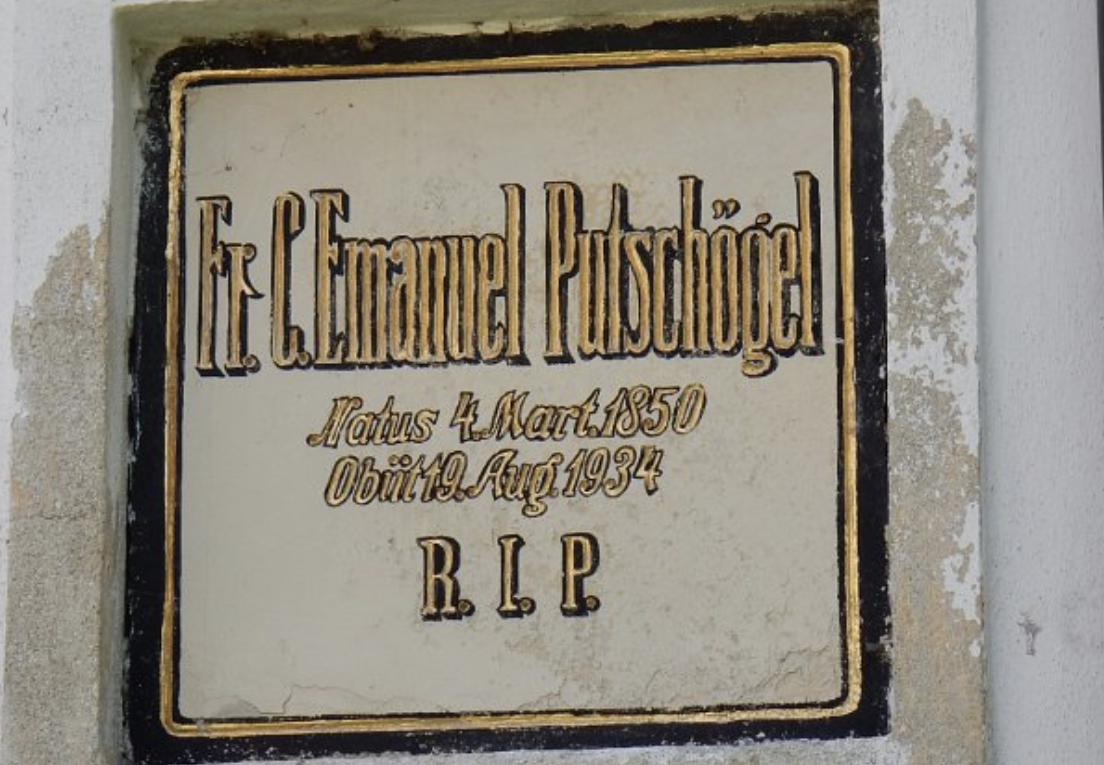 Fr. C. Emanuel Putschögel
Natus 4. Mart. 1850
Obiit 19. Aug. 1934
R. I. P.